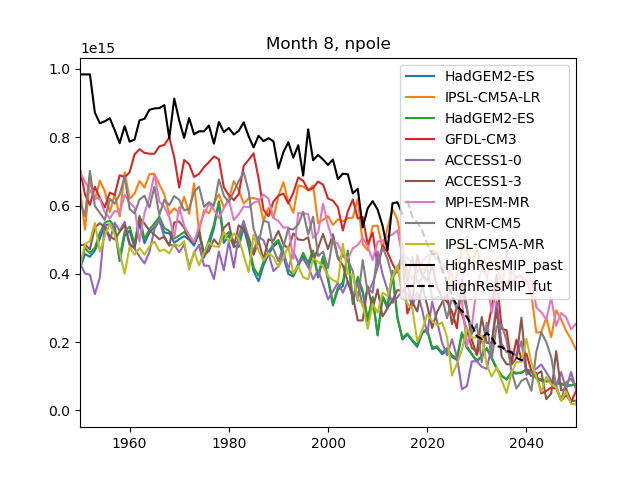 Month 8, npole
1e15
1.0
0.8
0.6
0.4
0.2
0.0
1960
1980
2000
2020
2040
HadGEM2-ES
IPSL-CM5A-LR
HadGEM2-ES
GFDL-CM3
ACCESS1-0
ACCESS1-3
MPI-ESM-MR
CNRM-CM5
IPSL-CM5A-MR
HighResMIP_past
HighResMIP_fut